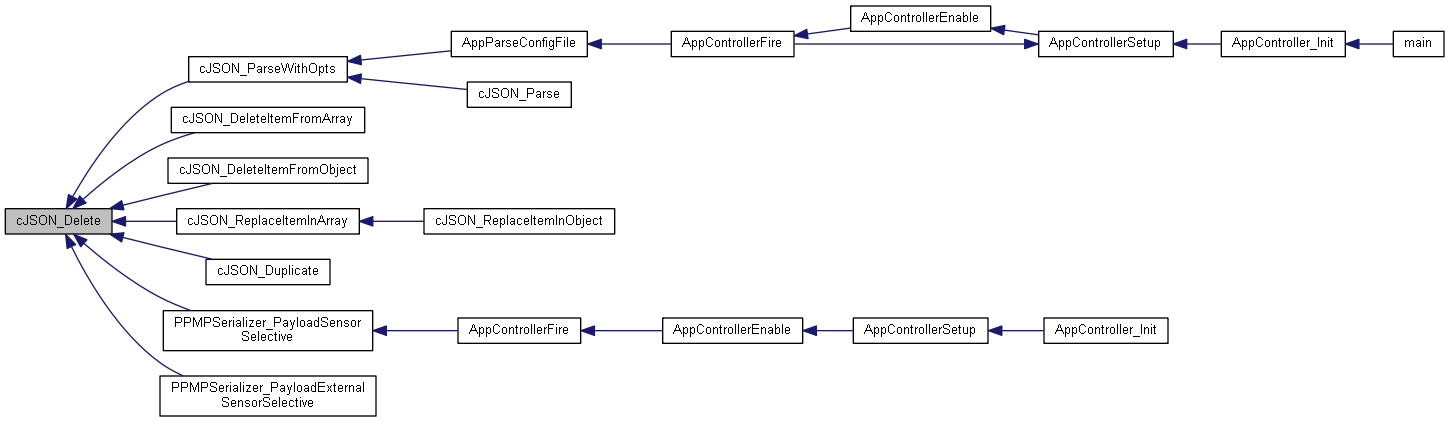 AppControllerEnable
AppParseConfigFile
AppControllerFire
AppControllerSetup
AppController_Init
main
cJSON_ParseWithOpts
cJSON_Parse
cJSON_DeleteItemFromArray
cJSON_DeleteItemFromObject
cJSON_Delete
cJSON_ReplaceItemInArray
cJSON_ReplaceItemInObject
cJSON_Duplicate
PPMPSerializer_PayloadSensor
Selective
AppControllerFire
AppControllerEnable
AppControllerSetup
AppController_Init
PPMPSerializer_PayloadExternal
SensorSelective